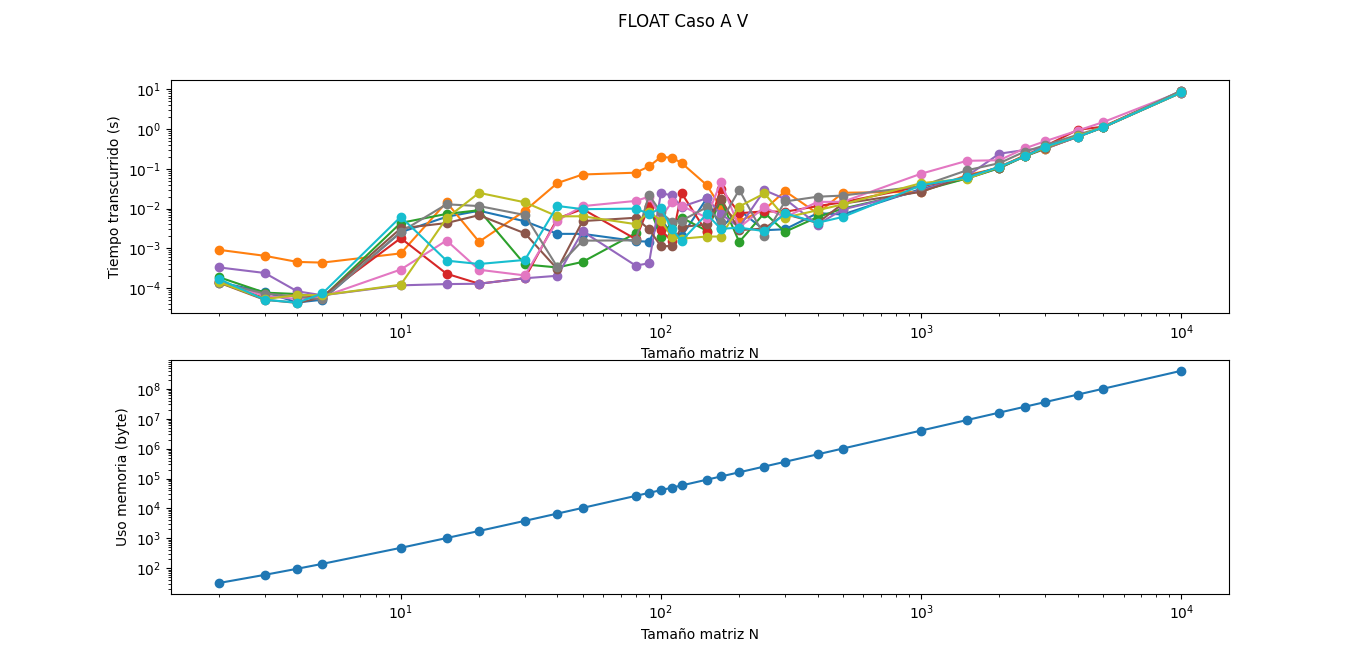 FLOAT Caso A V
Tiempo transcurrido (s)
10¹
10⁰
10⁻¹
10⁻²
10⁻³
10⁻⁴
10¹ 10² 10³ 10⁴
Tamaño matriz N
Uso memoria (byte)
10⁸
10⁷
10⁶
10⁵
10⁴
10³
10²
10¹ 10² 10³ 10⁴
Tamaño matriz N